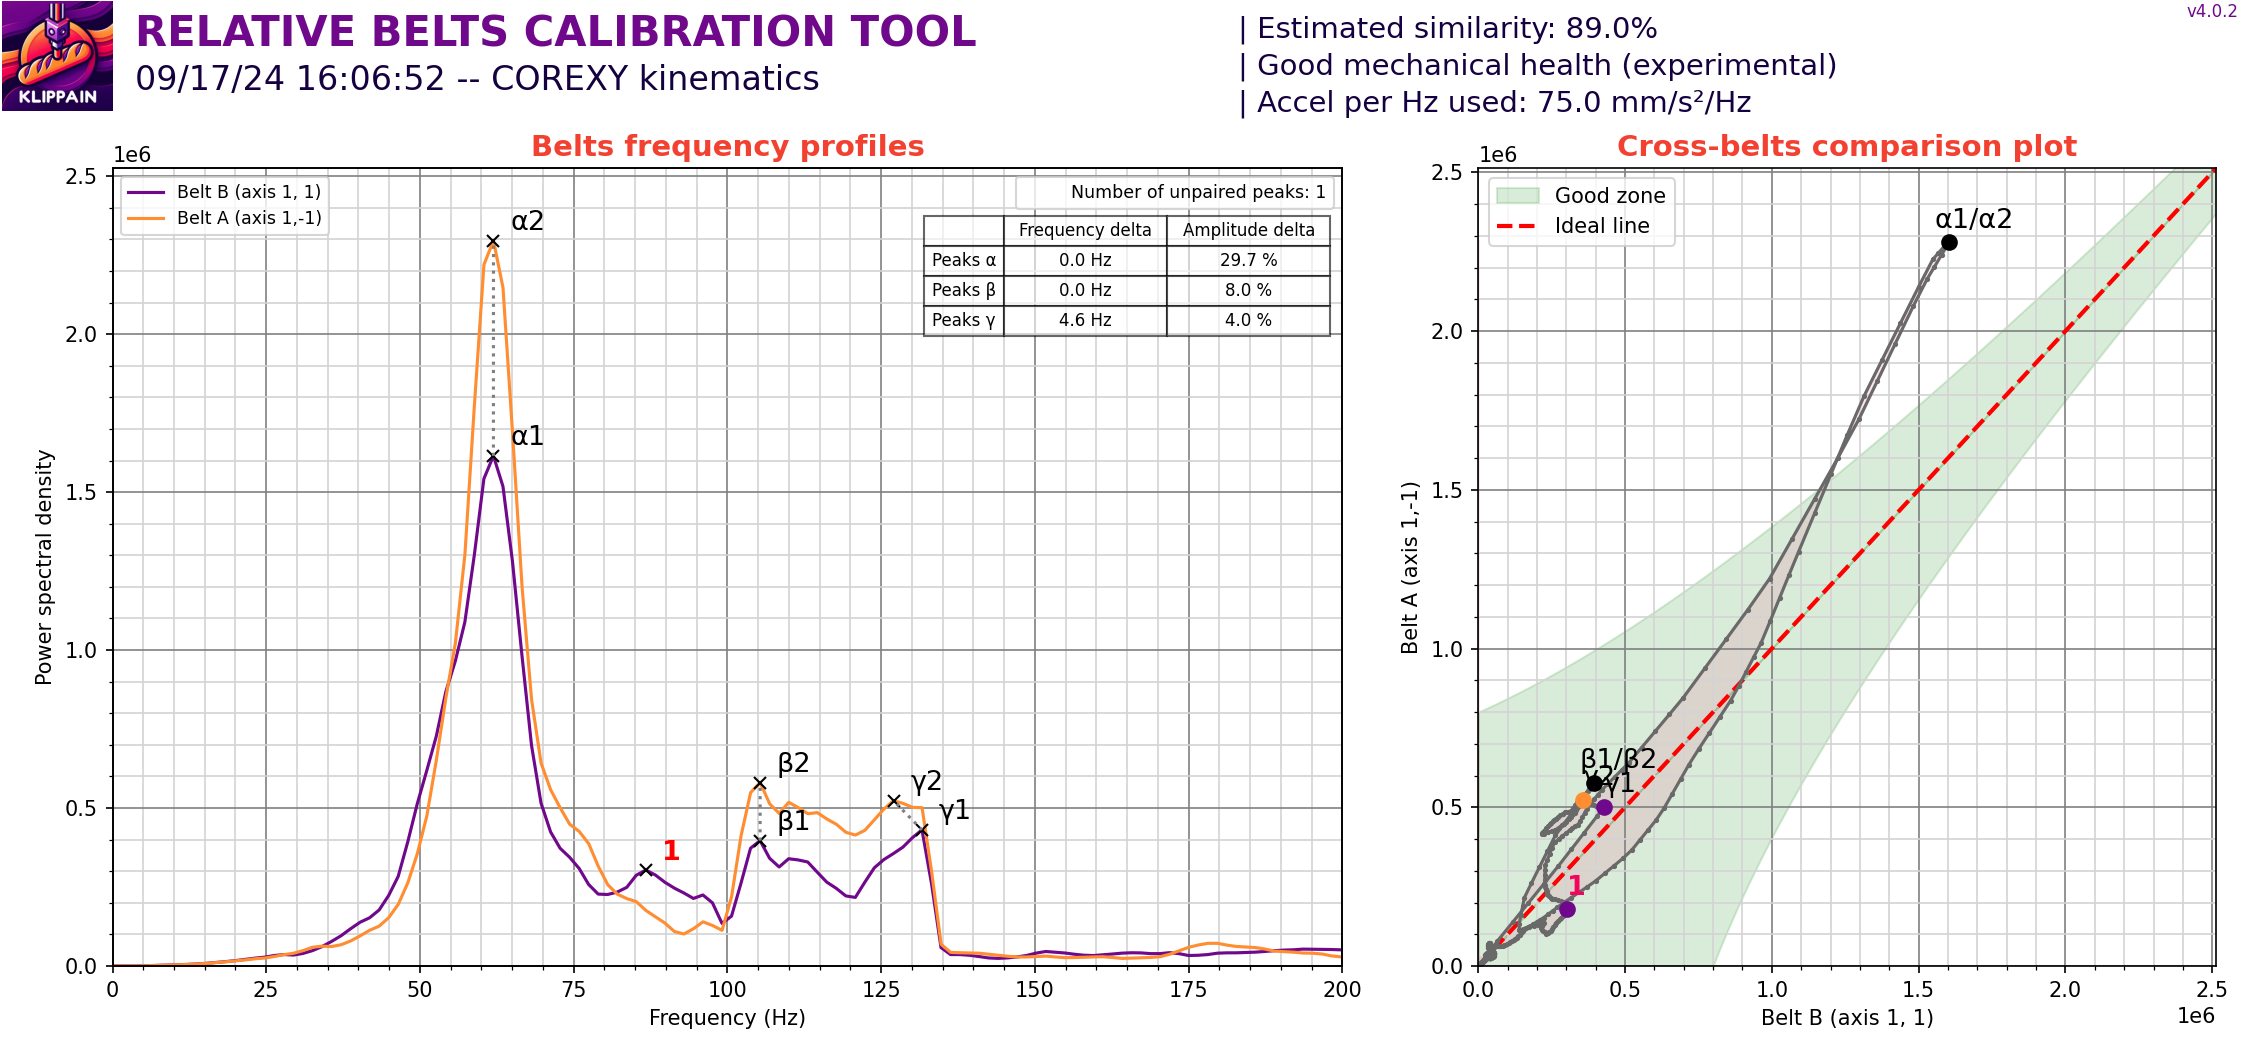 KLIPPAIN
RELATIVE BELTS CALIBRATION TOOL
09/17/24 16:06:52 -- COREXY kinematics
| Estimated similarity: 89.0%
| Good mechanical health (experimental)
| Accel per Hz used: 75.0 mm/s²/Hz
v4.0.2
Belts frequency profiles
1e6
Belt B (axis 1, 1)
Belt A (axis 1,-1)
Number of unpaired peaks: 1
Frequency delta Amplitude delta
Peaks α 0.0 Hz 29.7 %
Peaks β 0.0 Hz 8.0 %
Peaks γ 4.6 Hz 4.0 %
α2
α1
β2
γ2
γ1
β1
1
2.5
2.0
1.5
1.0
0.5
0.0
Power spectral density
0 25 50 75 100 125 150 175 200
Frequency (Hz)
Cross-belts comparison plot
1e6
Good zone
Ideal line
α1/α2
β1/β2
γ2
γ1
1
2.5
2.0
1.5
1.0
0.5
0.0
Belt A (axis 1,-1)
0.0 0.5 1.0 1.5 2.0 2.5
Belt B (axis 1, 1)
1e6